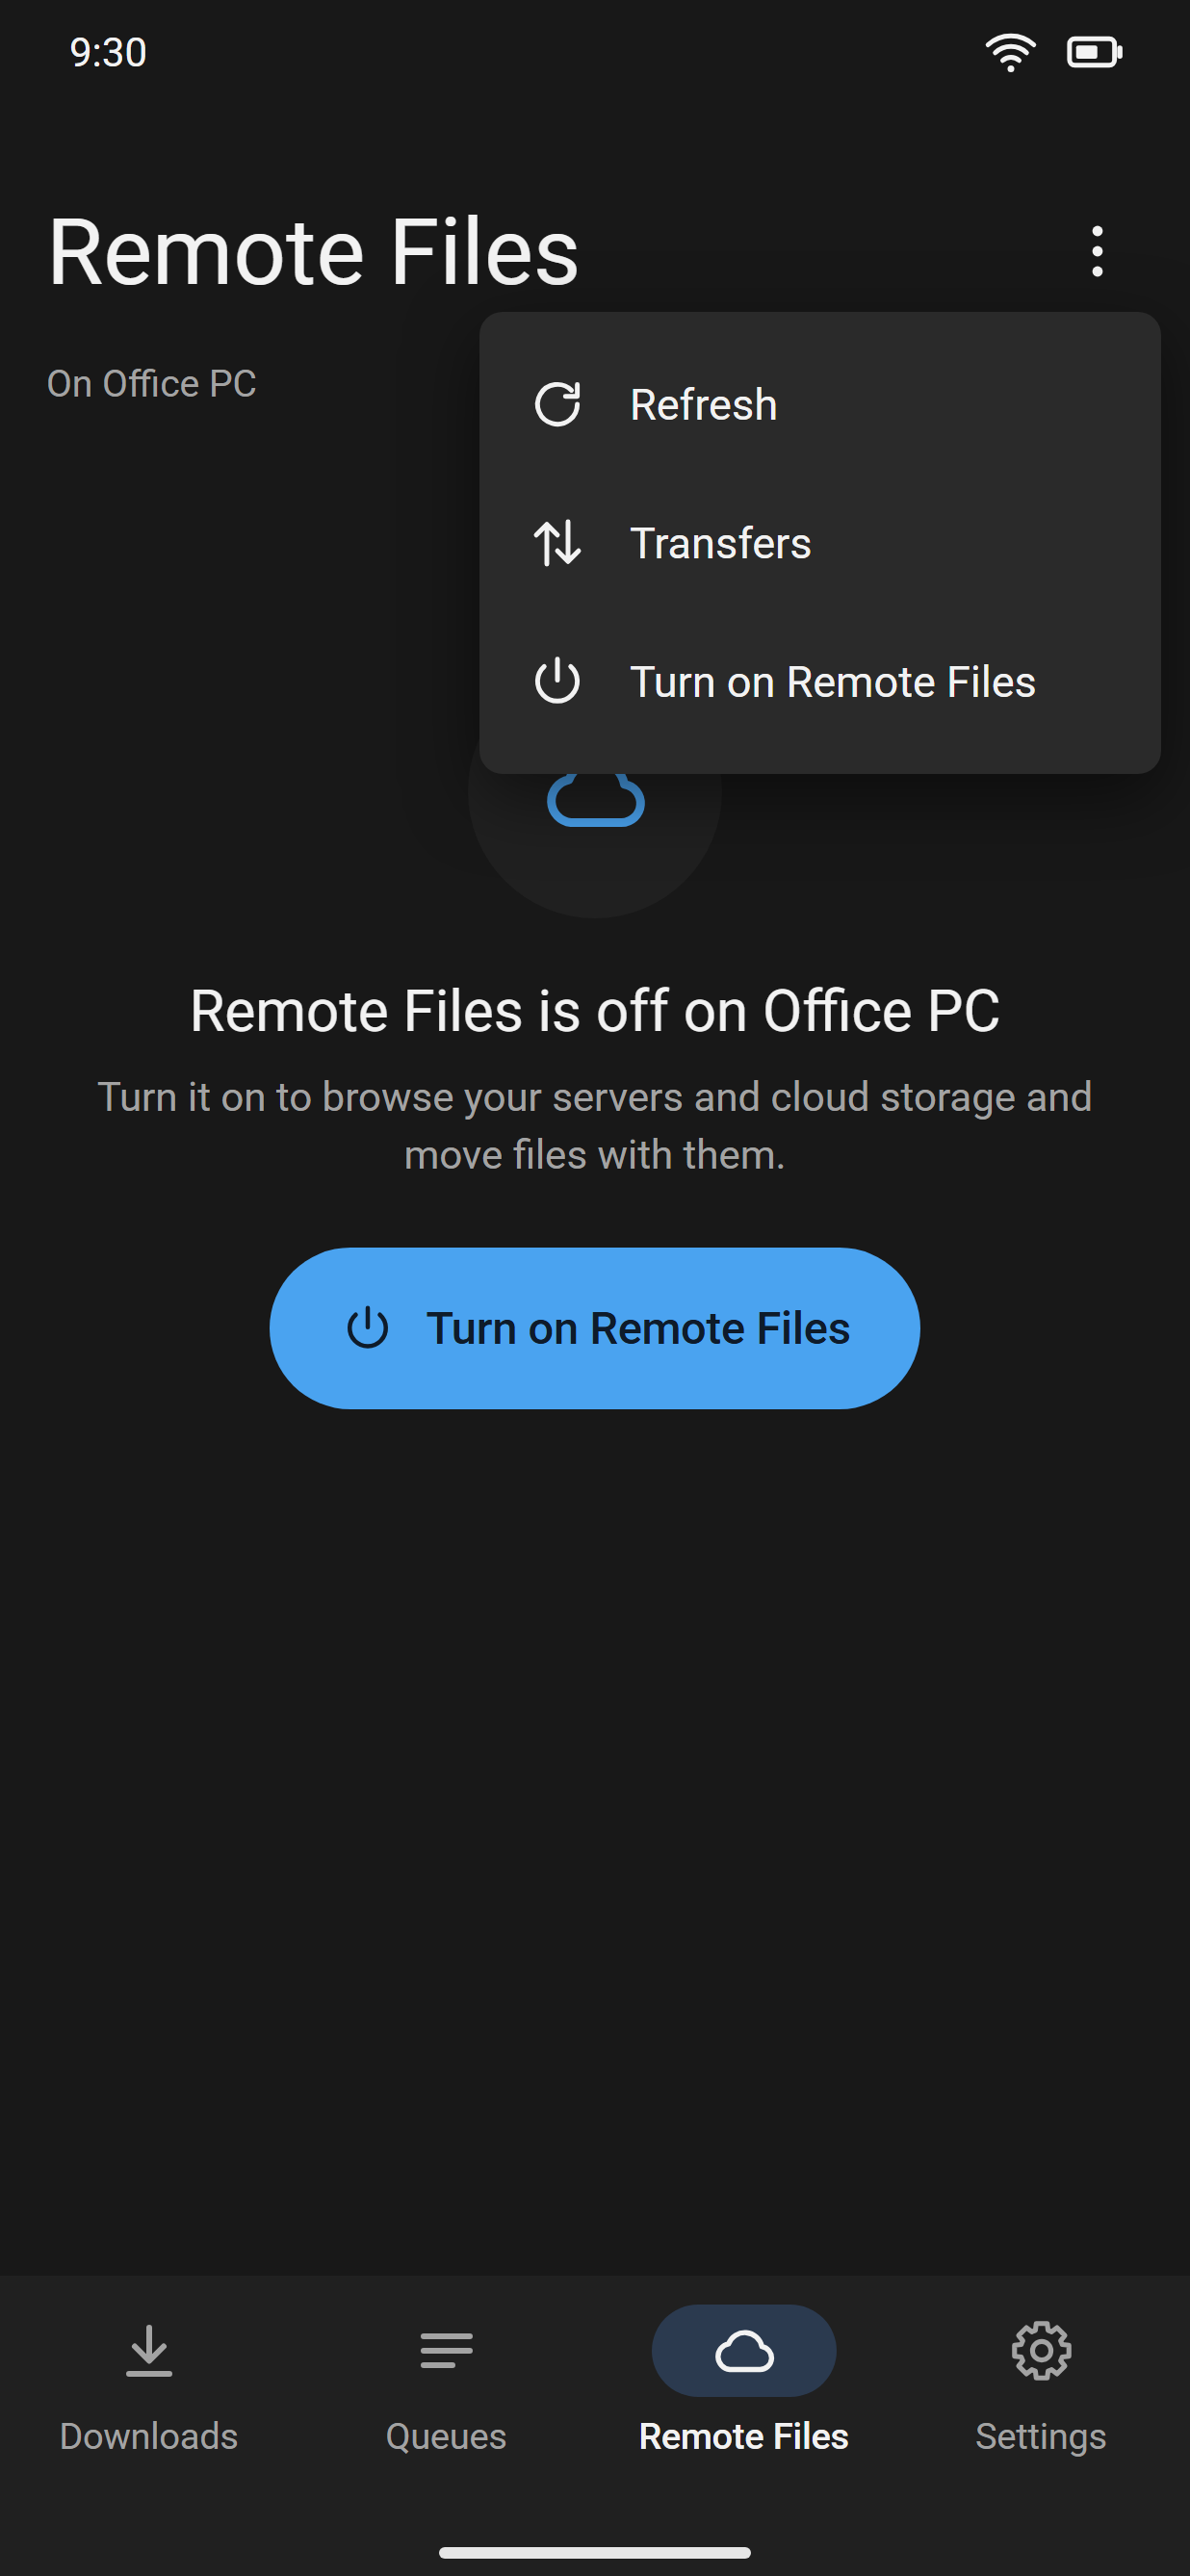 9:30
Remote Files
On Office PC
Refresh
Transfers
Turn on Remote Files
Remote Files is off on Office PC
Turn it on to browse your servers and cloud storage and
move files with them.
Turn on Remote Files
Downloads
Queues
Remote Files
Settings